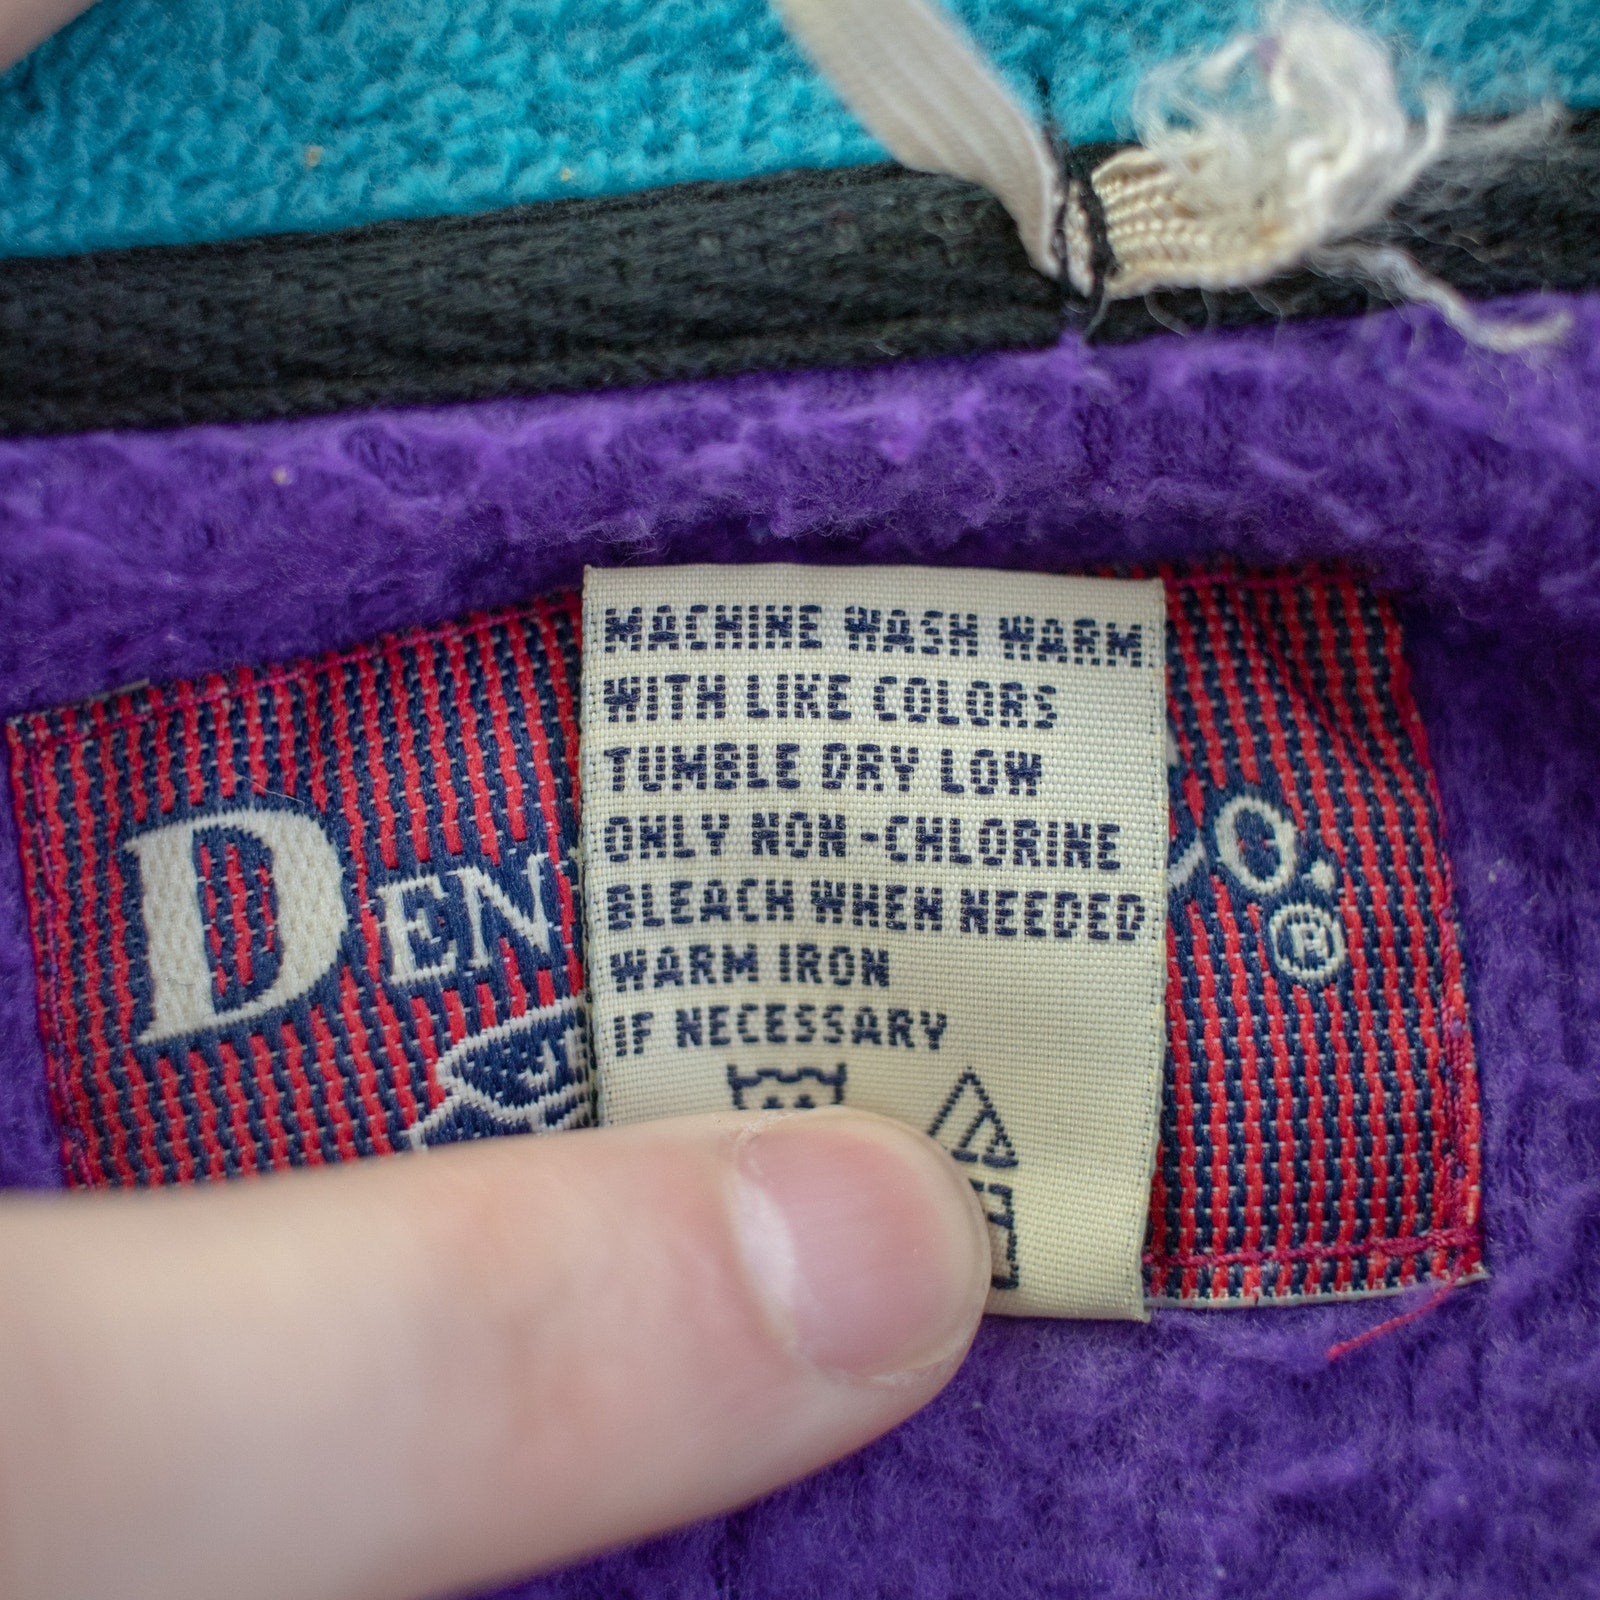 MACHINE WASH WARM
WITH LIKE COLORS
TUMBLE DRY LOW
ONLY NON-CHLORINE
BLEACH WHEN NEEDED
WARM IRON
IF NECESSARY
DEN
O. ®